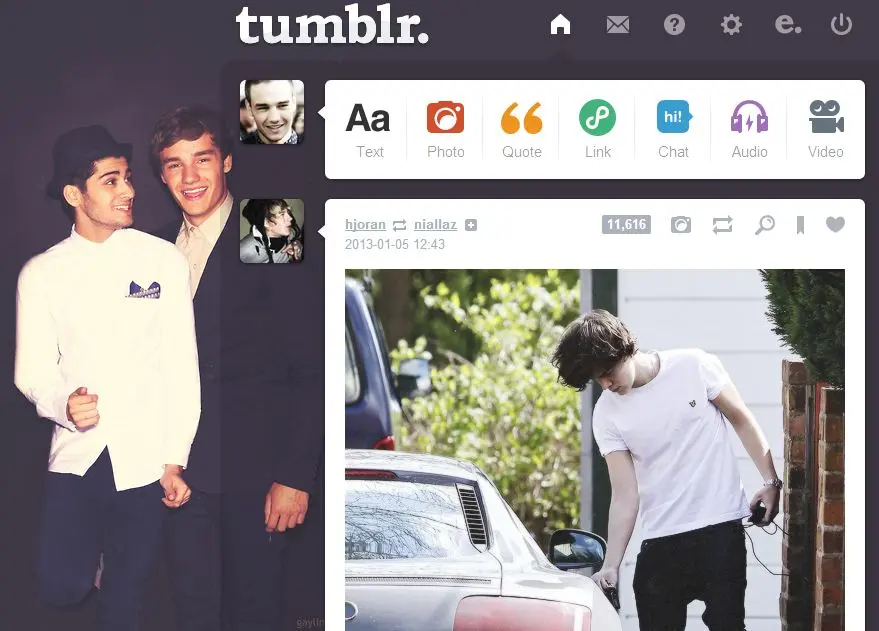 tumblr.
e.
Aa
hi!
Text Photo Quote Link Chat Audio Video
hjoran niallaz 11,616
2013-01-05 12:43